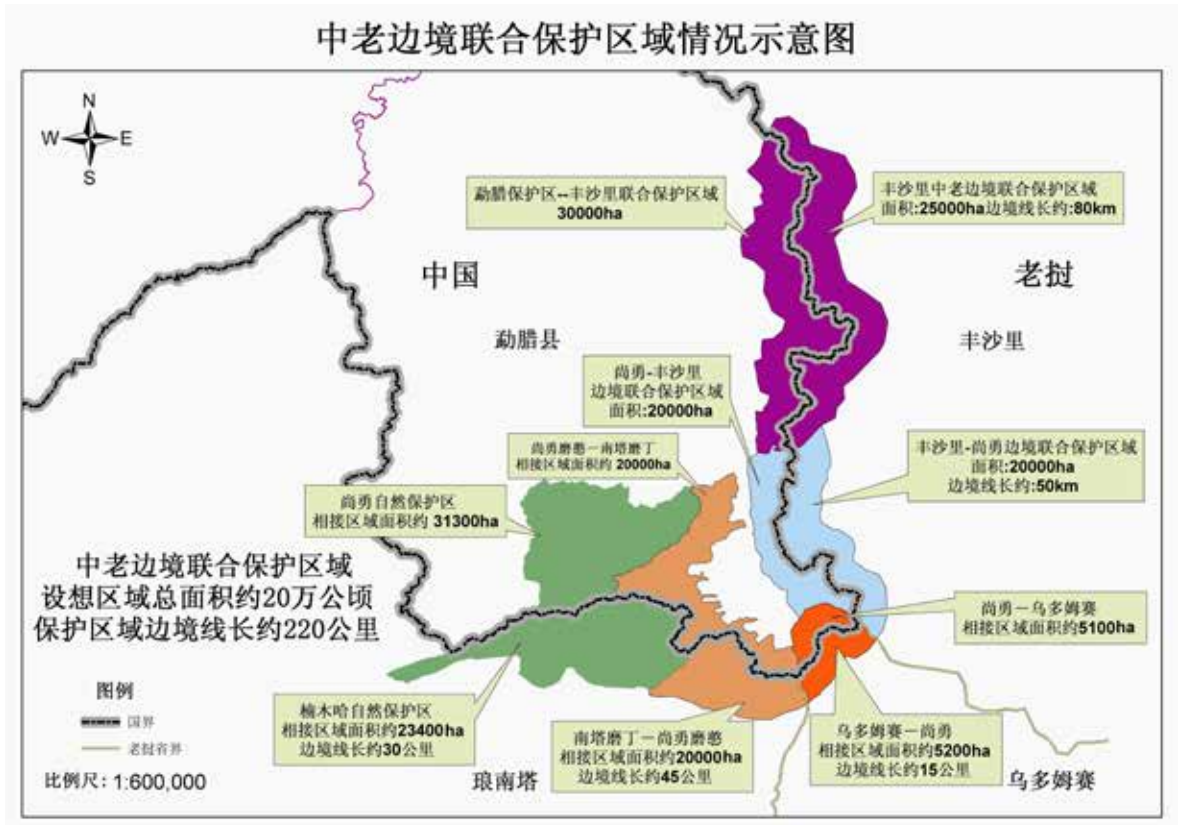 中老边境联合保护区域情况示意图
N
W
E
S
勐腊保护区--丰沙里联合保护区域
30000ha
丰沙里中老边境联合保护区域
面积:25000ha边境线长约:80km
中国
老挝
勐腊县
丰沙里
尚勇-丰沙里
边境联合保护区域
面积:20000ha
尚勇磨憨－南塔磨丁
相接区域面积约 20000ha
丰沙里-尚勇边境联合保护区域
面积:20000ha
边境线长约:50km
尚勇自然保护区
相接区域面积约 31300ha
中老边境联合保护区域
设想区域总面积约20万公顷
保护区域边境线长约220公里
尚勇－乌多姆赛
相接区域面积约5100ha
图例
国界
老挝省界
比例尺: 1:600,000
楠木哈自然保护区
相接区域面积约23400ha
边境线长约30公里
南塔磨丁－尚勇磨憨
相接区域面积约20000ha
边境线长约45公里
乌多姆赛－尚勇
相接区域面积约5200ha
边境线长约15公里
琅南塔
乌多姆赛